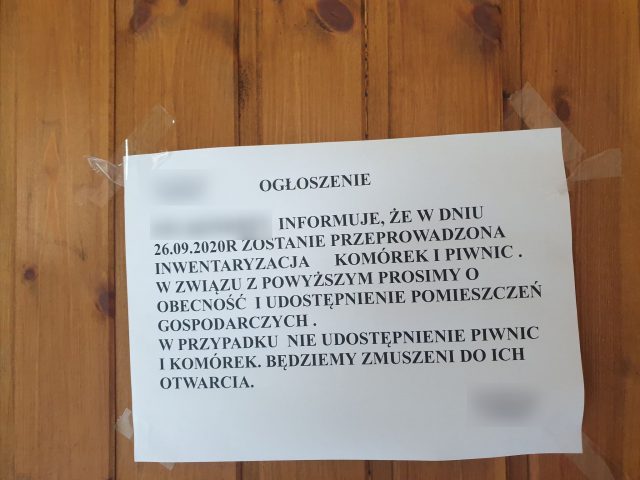 OGŁOSZENIE
INFORMUJE, ŻE W DNIU
26.09.2020R ZOSTANIE PRZEPROWADZONA
INWENTARYZACJA KOMÓREK I PIWNIC .
W ZWIĄZU Z POWYŻSZYM PROSIMY O
OBECNOŚĆ I UDOSTĘPNIENIE POMIESZCZEŃ
GOSPODARCZYCH .
W PRZYPADKU NIE UDOSTĘPNIENIE PIWNIC
I KOMÓREK. BĘDZIEMY ZMUSZENI DO ICH
OTWARCIA.